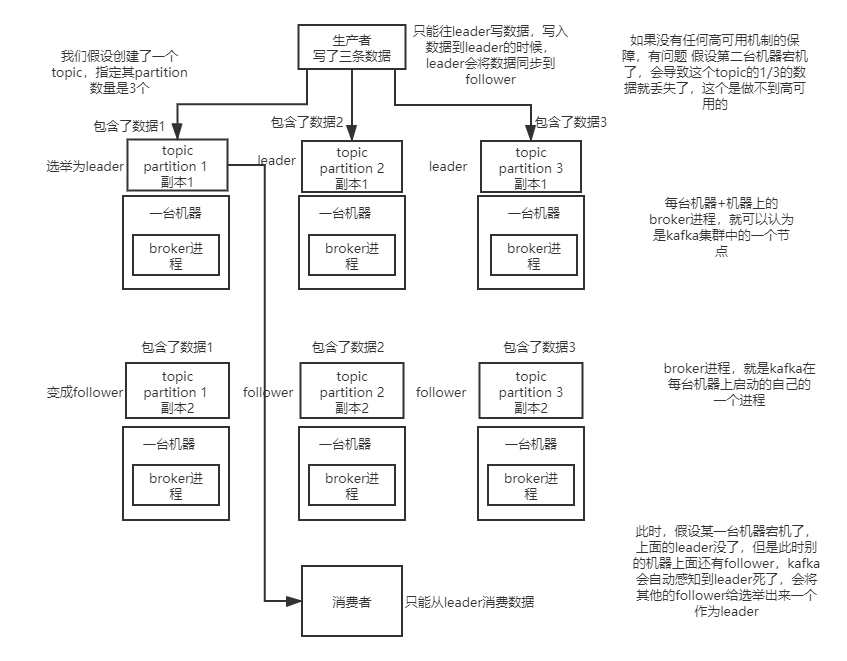 生产者
写了三条数据
只能往leader写数据，写入
数据到leader的时候，
leader会将数据同步到
follower
如果没有任何高可用机制的保
障，有问题 假设第二台机器宕机
了，会导致这个topic的1/3的数
据就丢失了，这个是做不到高可
用的
我们假设创建了一个
topic，指定其partition
数量是3个
包含了数据1
包含了数据2
包含了数据3
选举为leader
topic
partition 1
副本1
leader
topic
partition 2
副本1
leader
topic
partition 3
副本1
一台机器
broker进
程
一台机器
broker进
程
一台机器
broker进
程
每台机器+机器上的
broker进程，就可以认为
是kafka集群中的一个节
点
包含了数据1
包含了数据2
包含了数据3
变成follower
topic
partition 1
副本2
follower
topic
partition 2
副本2
follower
topic
partition 3
副本2
broker进程，就是kafka在
每台机器上启动的自己的
一个进程
一台机器
broker进
程
一台机器
broker进
程
一台机器
broker进
程
此时，假设某一台机器宕机了，
上面的leader没了，但是此时别
的机器上面还有follower，kafka
会自动感知到leader死了，会将
其他的follower给选举出来一个
作为leader
消费者
只能从leader消费数据